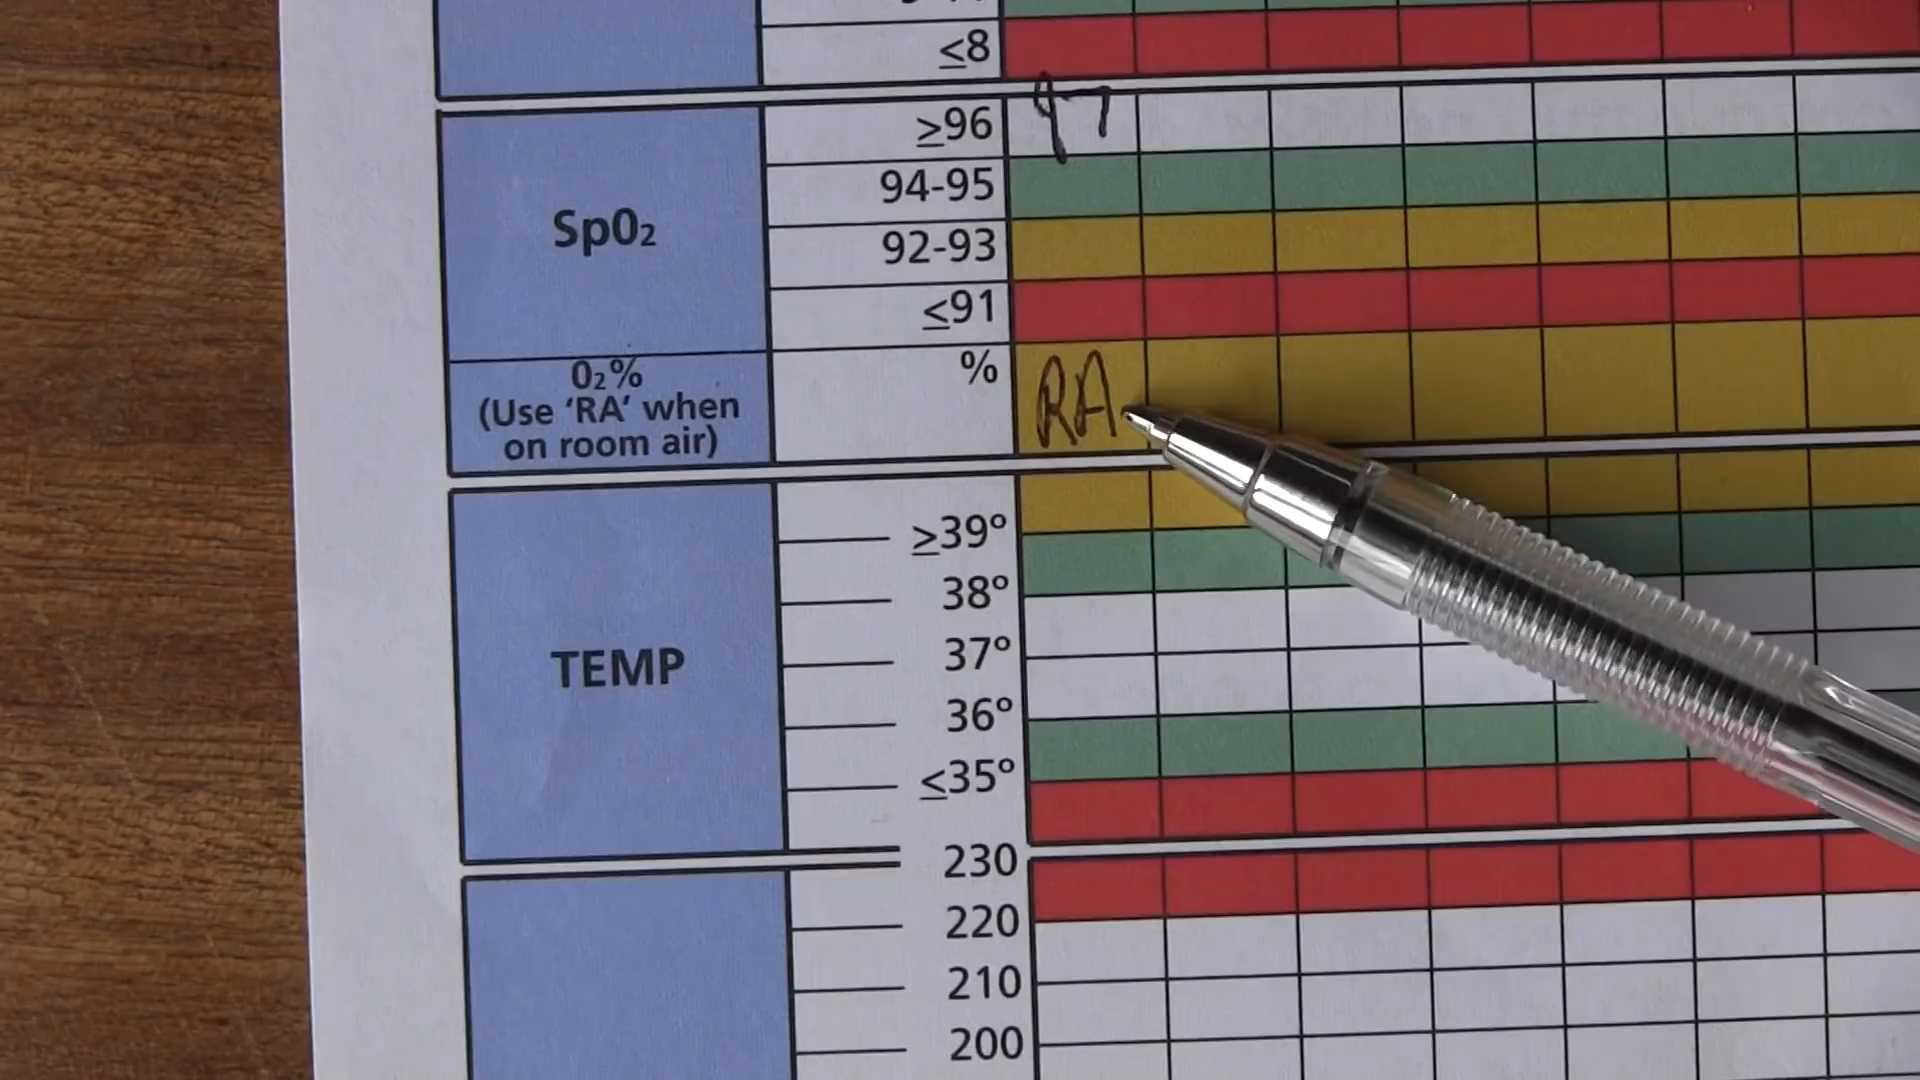 ≤8
≥96 97
94-95
SpO₂
92-93
≤91
O₂%
(Use ‘RA’ when
on room air)
% RA
≥39°
38°
37°
TEMP
36°
≤35°
230
220
210
200